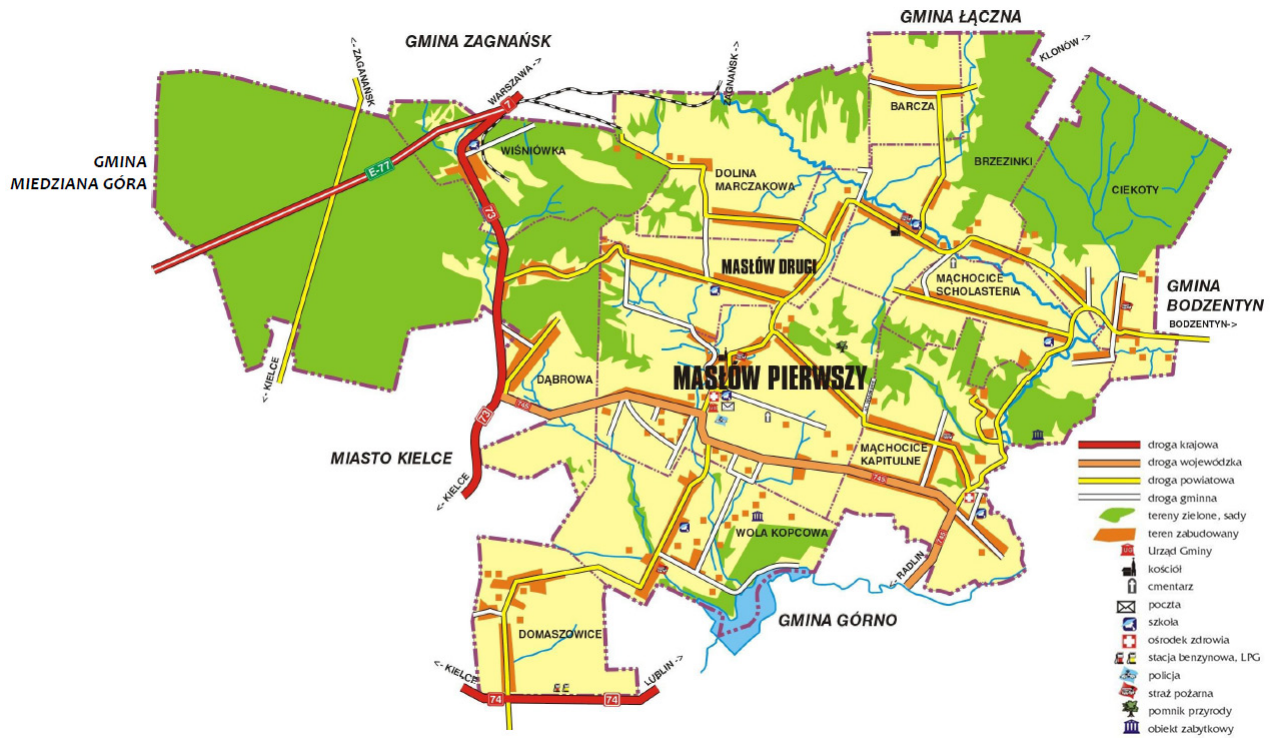 GMINA ŁĄCZNA
GMINA ZAGNAŃSK
KLONÓW ->
<- ZAGANAŃSK
WARSZAWA ->
ZAGNAŃSK ->
7
BARCZA
GMINA
MIEDZIANA GÓRA
E-77
WIŚNIÓWKA
DOLINA
MARCZAKOWA
BRZEZINKI
CIEKOTY
73
MASŁÓW DRUGI
MĄCHOCICE
SCHOLASTERIA
GMINA
BODZENTYN
BODZENTYN->
<- KIELCE
DĄBROWA
MASŁÓW PIERWSZY
745
73
MIASTO KIELCE
<- KIELCE
MĄCHOCICE
KAPITULNE
745
WOLA KOPCOWA
745
<- RADLIN
GMINA GÓRNO
DOMASZOWICE
<- KIELCE
LUBLIN ->
74
74
droga krajowa
droga wojewódzka
droga powiatowa
droga gminna
tereny zielone, sady
teren zabudowany
UG
Urząd Gminy
kościół
cmentarz
poczta
szkoła
ośrodek zdrowia
stacja benzynowa, LPG
policja
straż pożarna
pomnik przyrody
obiekt zabytkowy